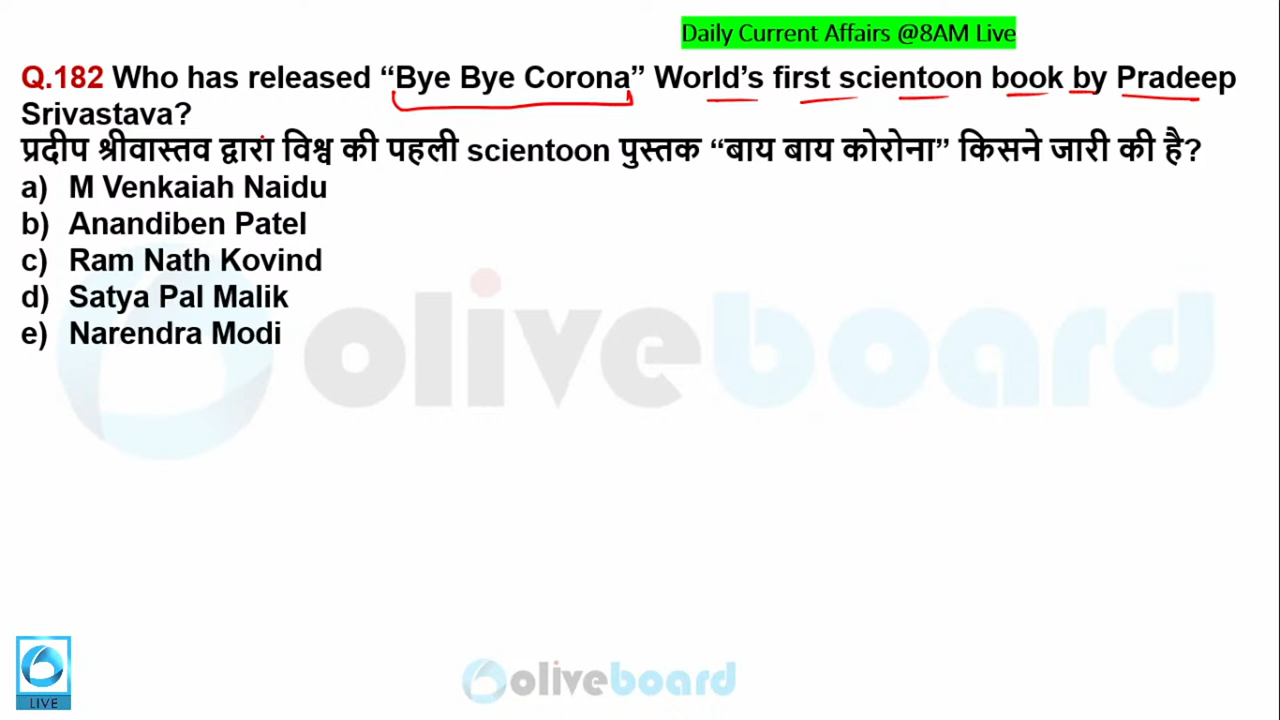 Daily Current Affairs @8AM Live
Q.182 Who has released “Bye Bye Corona” World’s first scientoon book by Pradeep
Srivastava?
प्रदीप श्रीवास्तव द्वारा विश्व की पहली scientoon पुस्तक “बाय बाय कोरोना” किसने जारी की है?
a) M Venkaiah Naidu
b) Anandiben Patel
c) Ram Nath Kovind
d) Satya Pal Malik
e) Narendra Modi
oliveboard
LIVE
oliveboard